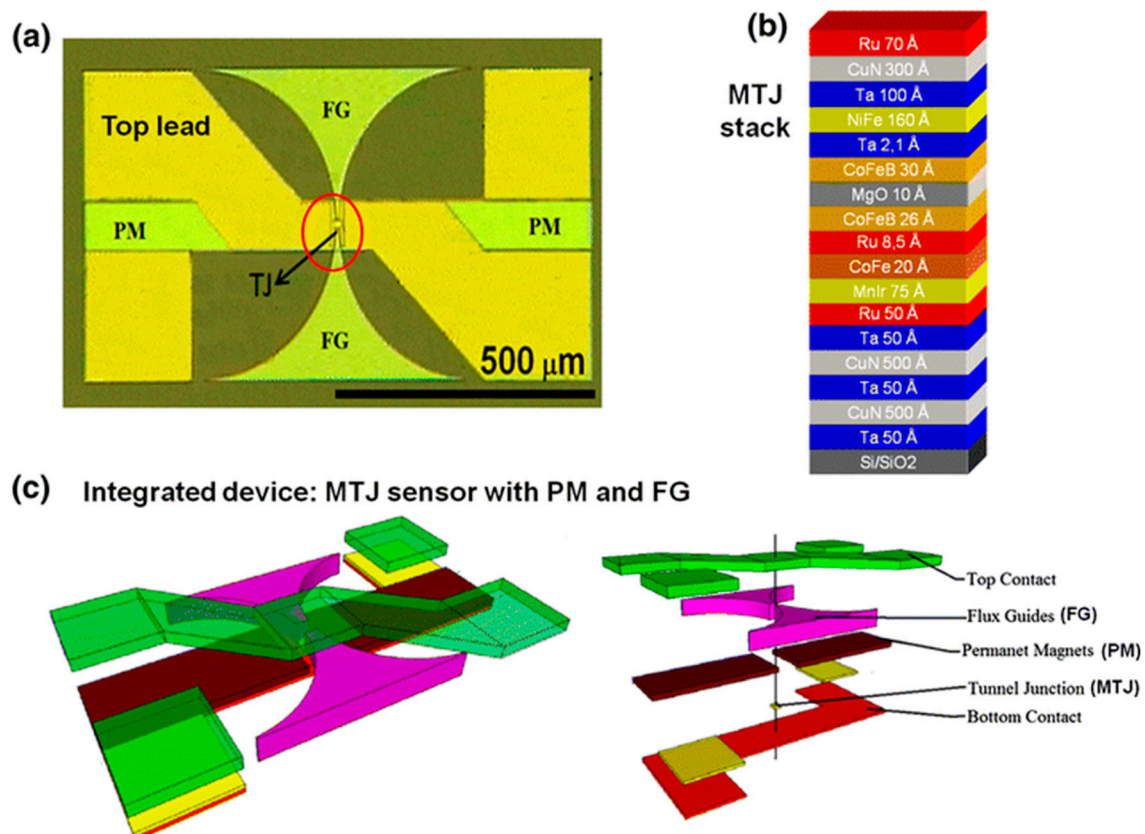 (a)
FG
Top lead
PM
PM
TJ
FG
500 μm
(b)
MTJ
stack
Ru 70 Å
CuN 300 Å
Ta 100 Å
NiFe 160 Å
Ta 2,1 Å
CoFeB 30 Å
MgO 10 Å
CoFeB 26 Å
Ru 8,5 Å
CoFe 20 Å
MnIr 75 Å
Ru 50 Å
Ta 50 Å
CuN 500 Å
Ta 50 Å
CuN 500 Å
Ta 50 Å
Si/SiO2
(c) Integrated device: MTJ sensor with PM and FG
Top Contact
Flux Guides (FG)
Permanet Magnets (PM)
Tunnel Junction (MTJ)
Bottom Contact